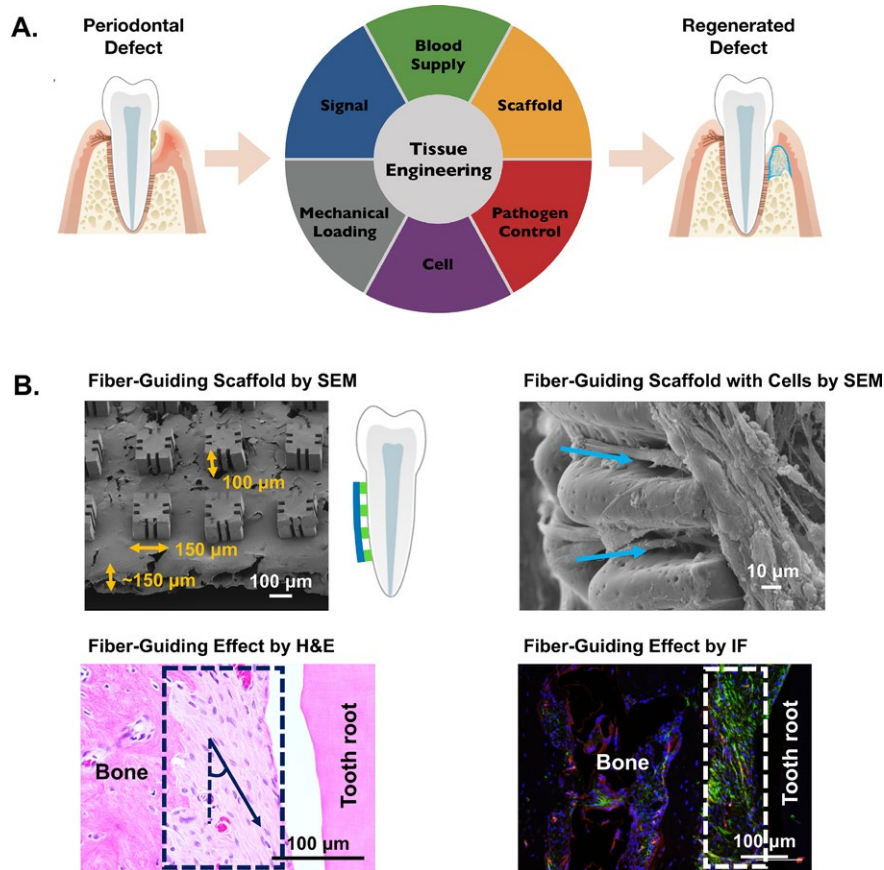 A.
Periodontal
Defect
Regenerated
Defect
Blood
Supply
Signal
Scaffold
Tissue
Engineering
Mechanical
Loading
Pathogen
Control
Cell
B.
Fiber-Guiding Scaffold by SEM
Fiber-Guiding Scaffold with Cells by SEM
100 µm
150 µm
~150 µm
100 µm
10 µm
Fiber-Guiding Effect by H&E
Fiber-Guiding Effect by IF
Bone
Tooth root
100 µm
Bone
Tooth root
100 µm